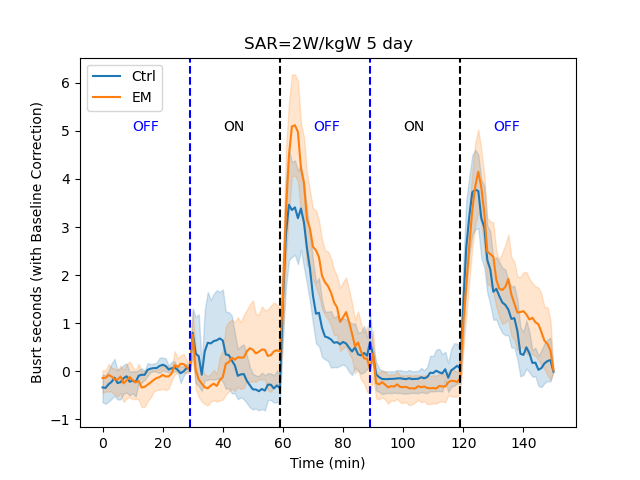 SAR=2W/kgW 5 day
Ctrl
EM
OFF
ON
OFF
ON
OFF
Busrt seconds (with Baseline Correction)
6
5
4
3
2
1
0
−1
0
20
40
60
80
100
120
140
Time (min)